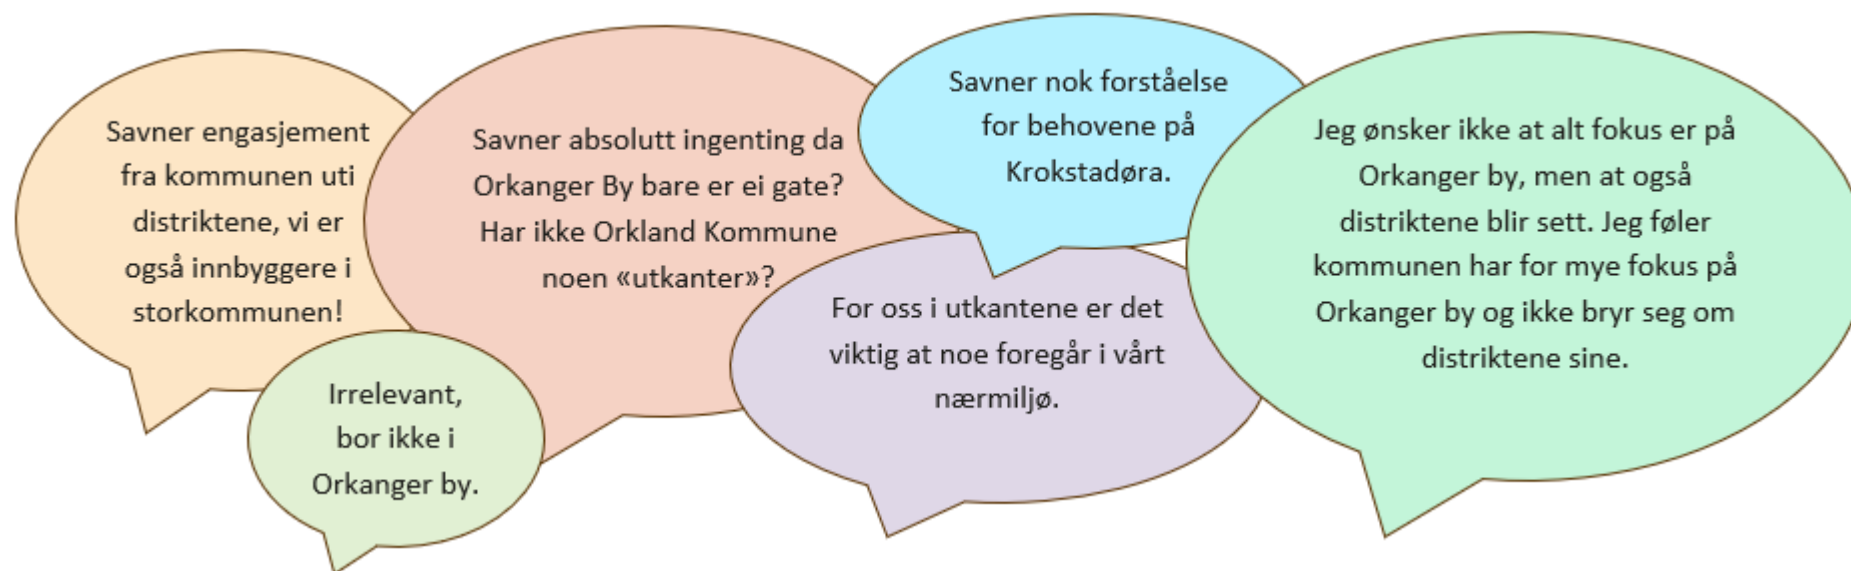 Savner engasjement
fra kommunen uti
distriktene, vi er
også innbyggere i
storkommunen!
Irrelevant,
bor ikke i
Orkanger by.
Savner absolutt ingenting da
Orkanger By bare er ei gate?
Har ikke Orkland Kommune
noen «utkanter»?
Savner nok forståelse
for behovene på
Krokstadøra.
For oss i utkantene er det
viktig at noe foregår i vårt
nærmiljø.
Jeg ønsker ikke at alt fokus er på
Orkanger by, men at også
distriktene blir sett. Jeg føler
kommunen har for mye fokus på
Orkanger by og ikke bryr seg om
distriktene sine.